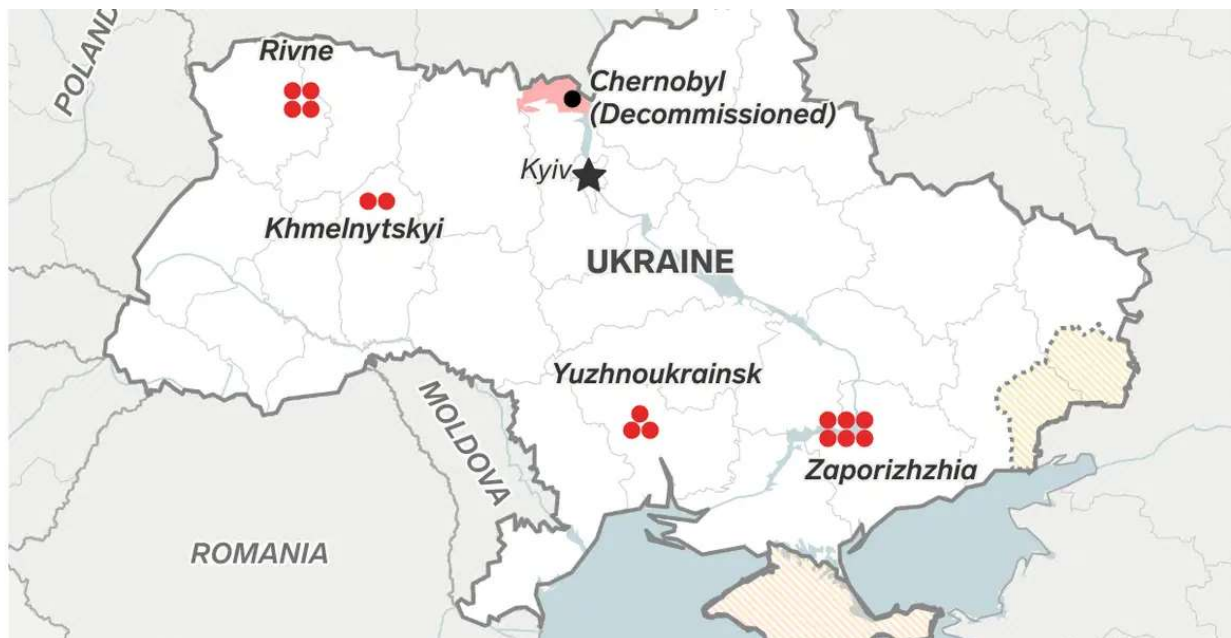 POLAND
Rivne
Chernobyl
(Decommissioned)
Kyiv
Khmelnytskyi
UKRAINE
Yuzhnoukrainsk
MOLDOVA
Zaporizhzhia
ROMANIA